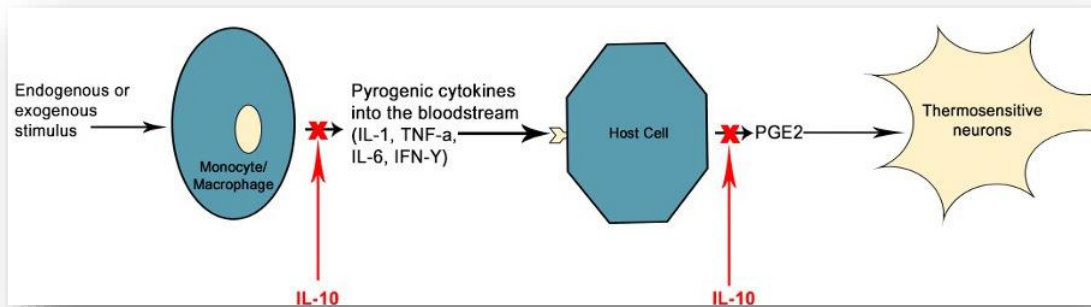 Endogenous or
exogenous
stimulus
Monocyte/
Macrophage
Pyrogenic cytokines
into the bloodstream
(IL-1, TNF-a,
IL-6, IFN-Y)
Host Cell
PGE2
Thermosensitive
neurons
IL-10
IL-10